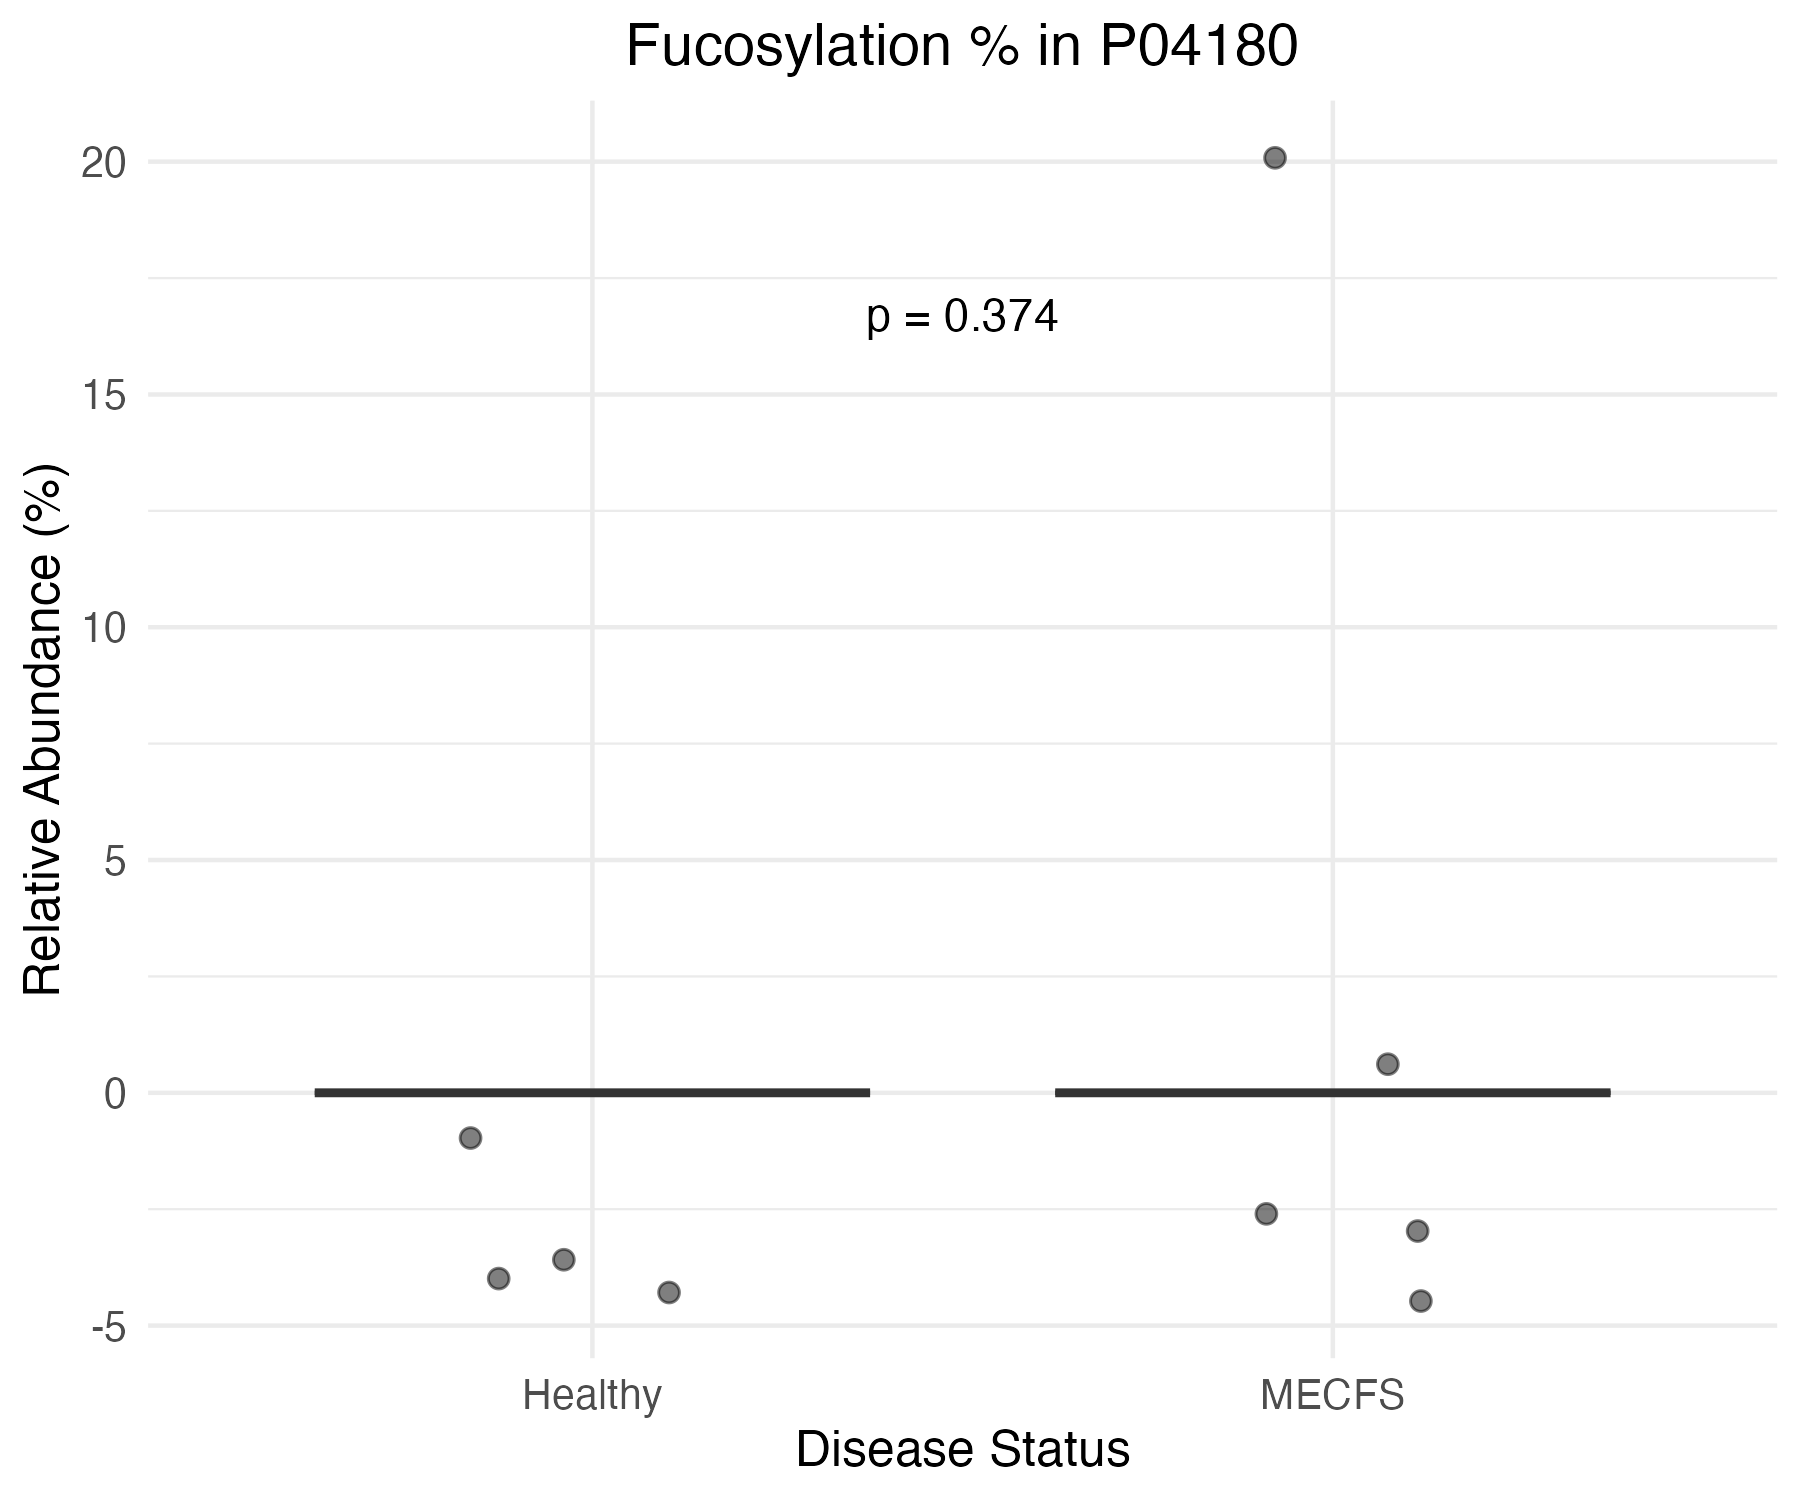 Fucosylation % in P04180
20
p = 0.374
15
10
5
0
-5
Relative Abundance (%)
Healthy
MECFS
Disease Status